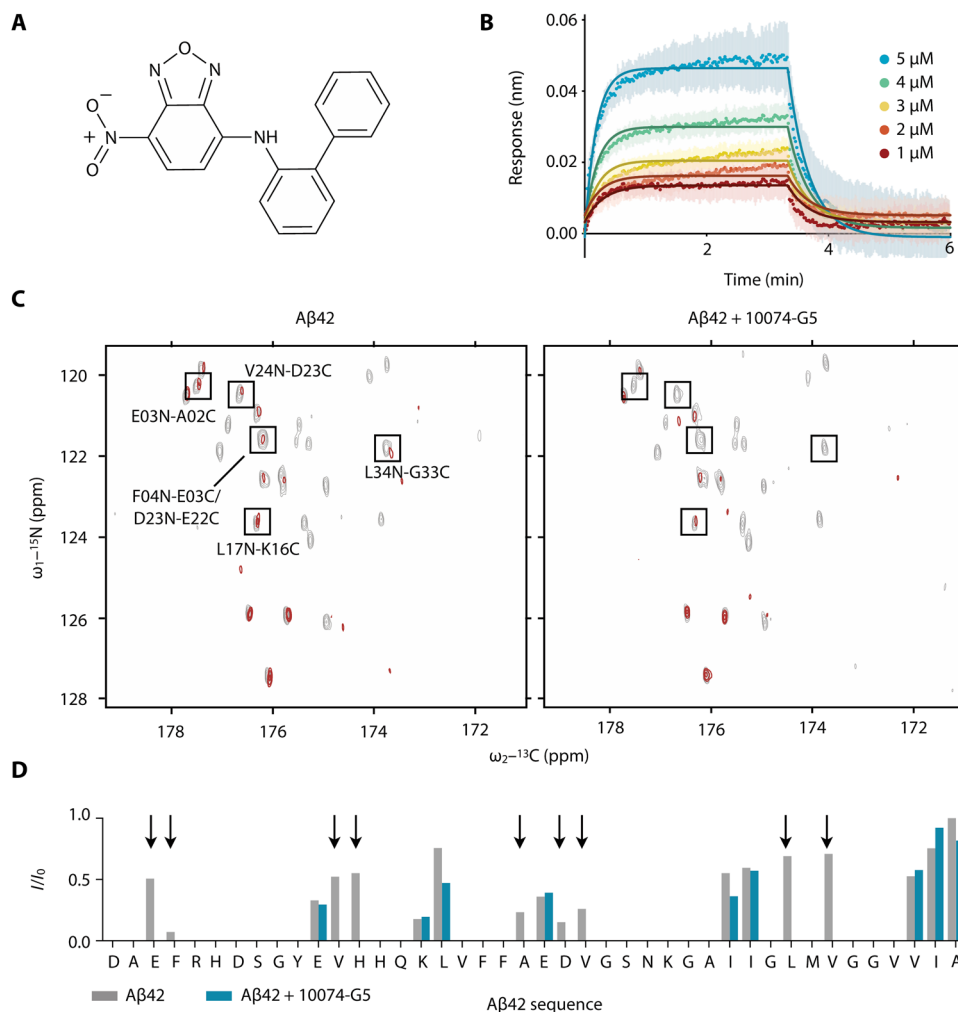 A
O
N
N
O−
N
+
O
NH
B
0.06
0.04
0.02
0.00
Response (nm)
2
4
6
Time (min)
5 μM
4 μM
3 μM
2 μM
1 μM
C
Aβ42
Aβ42 + 10074-G5
120
122
124
126
128
ω1–15N (ppm)
V24N-D23C
E03N-A02C
L34N-G33C
F04N-E03C/
D23N-E22C
L17N-K16C
178
176
174
172
178
176
174
172
ω2–13C (ppm)
D
1.0
0.5
0.0
I/I0
D A E F R H D S G Y E V H H Q K L V F F A E D V G S N K G A I I G L M V G G V V I A
Aβ42
Aβ42 + 10074-G5
Aβ42 sequence